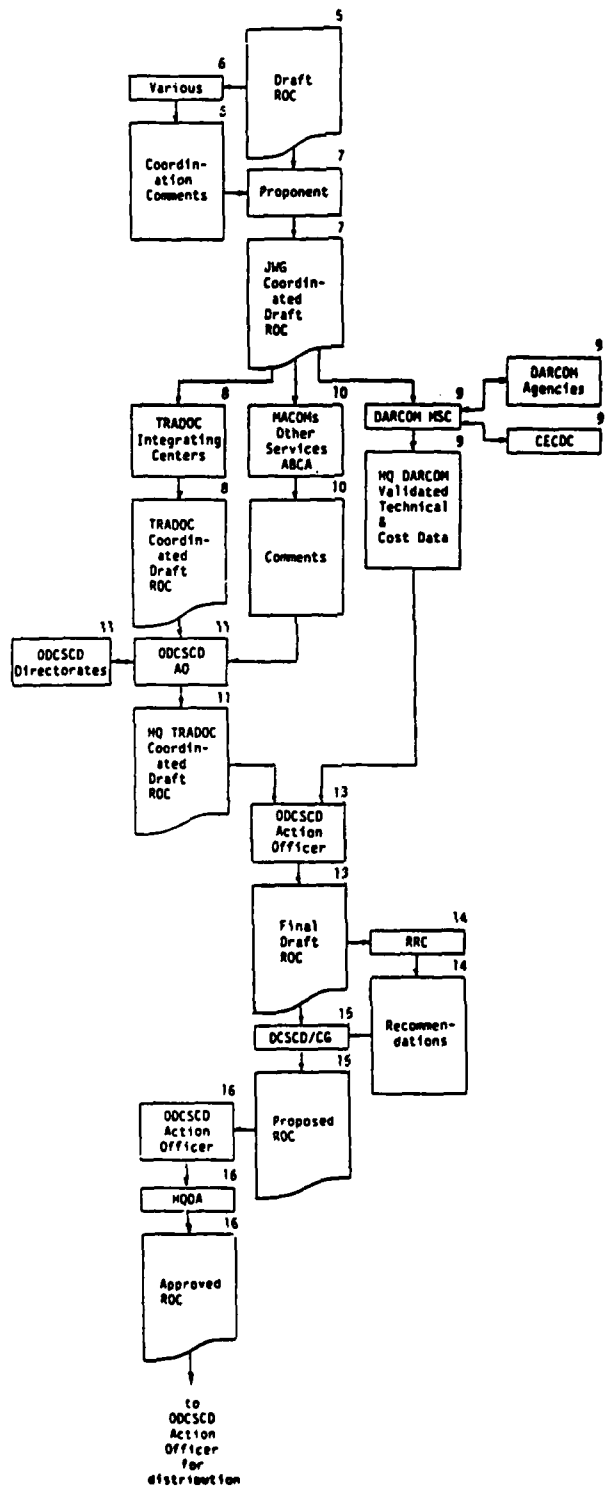 5
Draft
ROC
6
Various
5
Coordin-
ation
Comments
7
Proponent
7
JWG
Coordin-
ated
Draft
ROC
8
TRADOC
Integrating
Centers
10
MACOMs
Other
Services
ABCA
9
DARCOM MSC
9
DARCOM
Agencies
9
CECDC
8
TRADOC
Coordin-
ated
Draft
ROC
10
Comments
9
HQ DARCOM
Validated
Technical
&
Cost Data
11
ODCSCD
Directorates
11
ODCSCD
AO
11
HQ TRADOC
Coordin-
ated
Draft
ROC
13
ODCSCD
Action
Officer
13
Final
Draft
ROC
14
RRC
14
Recommen-
dations
15
DCSCD/CG
15
Proposed
ROC
16
ODCSCD
Action
Officer
16
HQDA
16
Approved
ROC
to
ODCSCD
Action
Officer
for
distribution